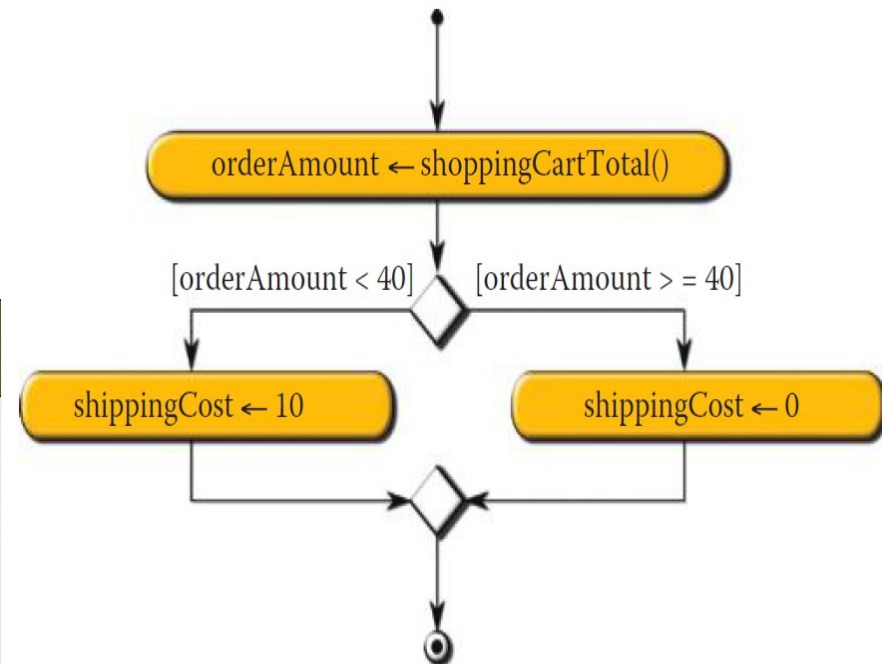 orderAmount ← shoppingCartTotal()
[orderAmount < 40]
[orderAmount > = 40]
shippingCost ← 10
shippingCost ← 0